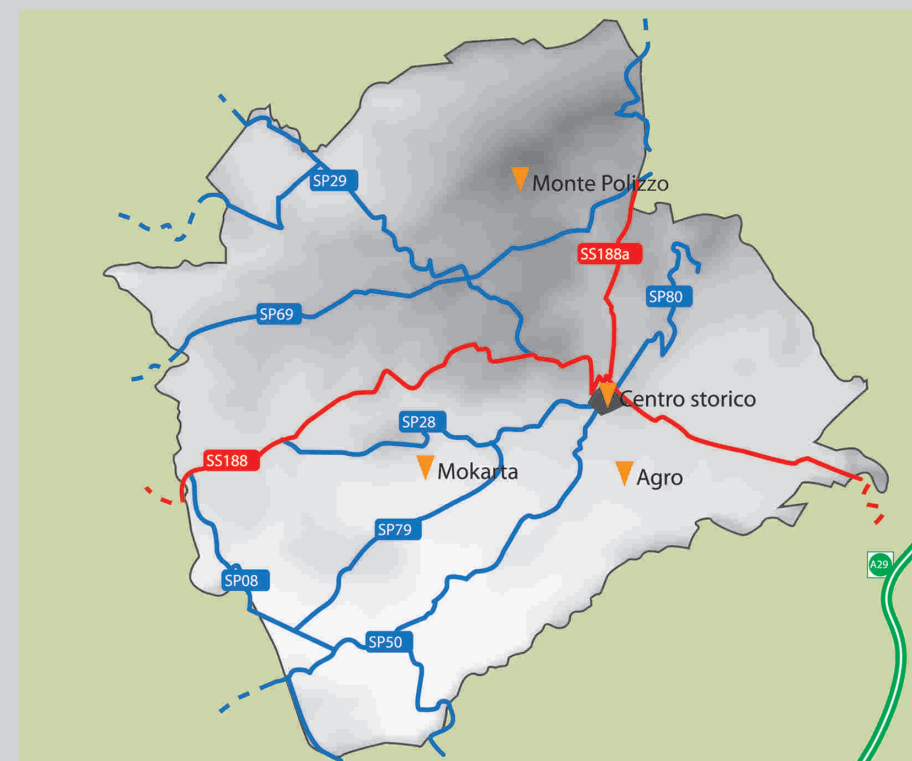 SP29
Monte Polizzo
SS188a
SP80
SP69
Centro storico
SP28
SS188
Mokarta
Agro
SP79
A29
SP08
SP50